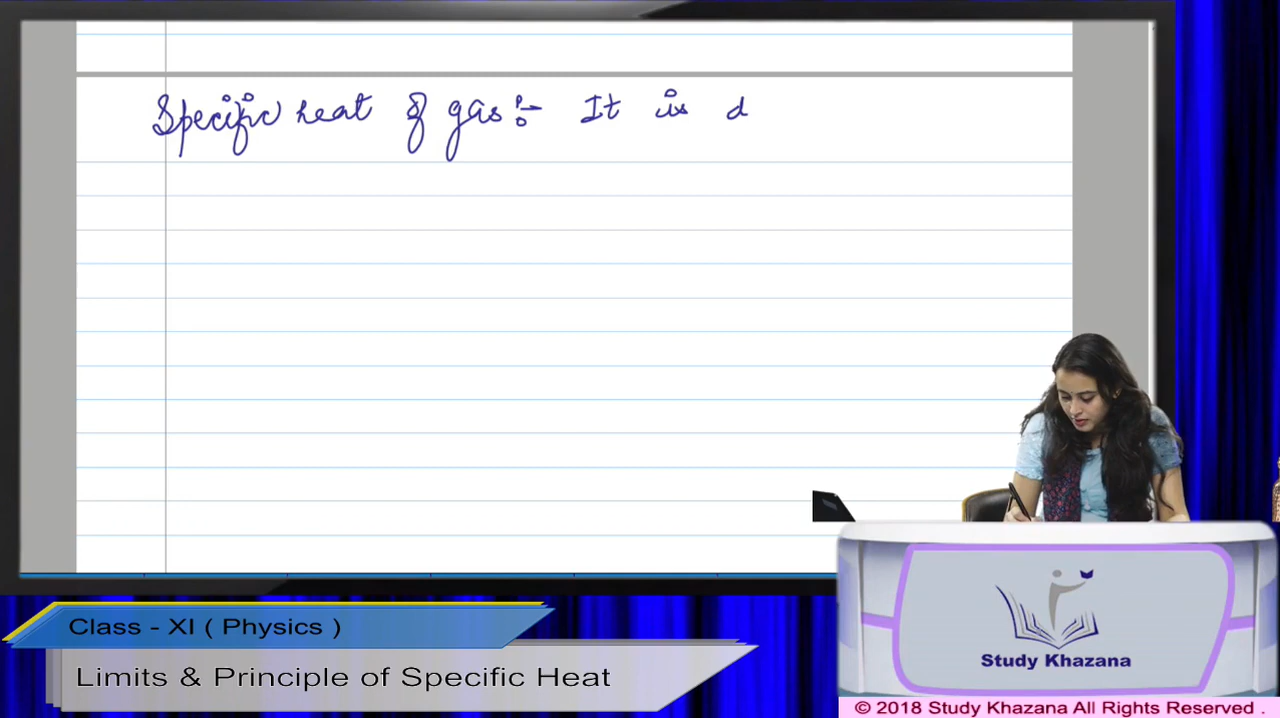 Specific heat of gas :- It is d
Study Khazana
Class - XI ( Physics )
Limits & Principle of Specific Heat
© 2018 Study Khazana All Rights Reserved .